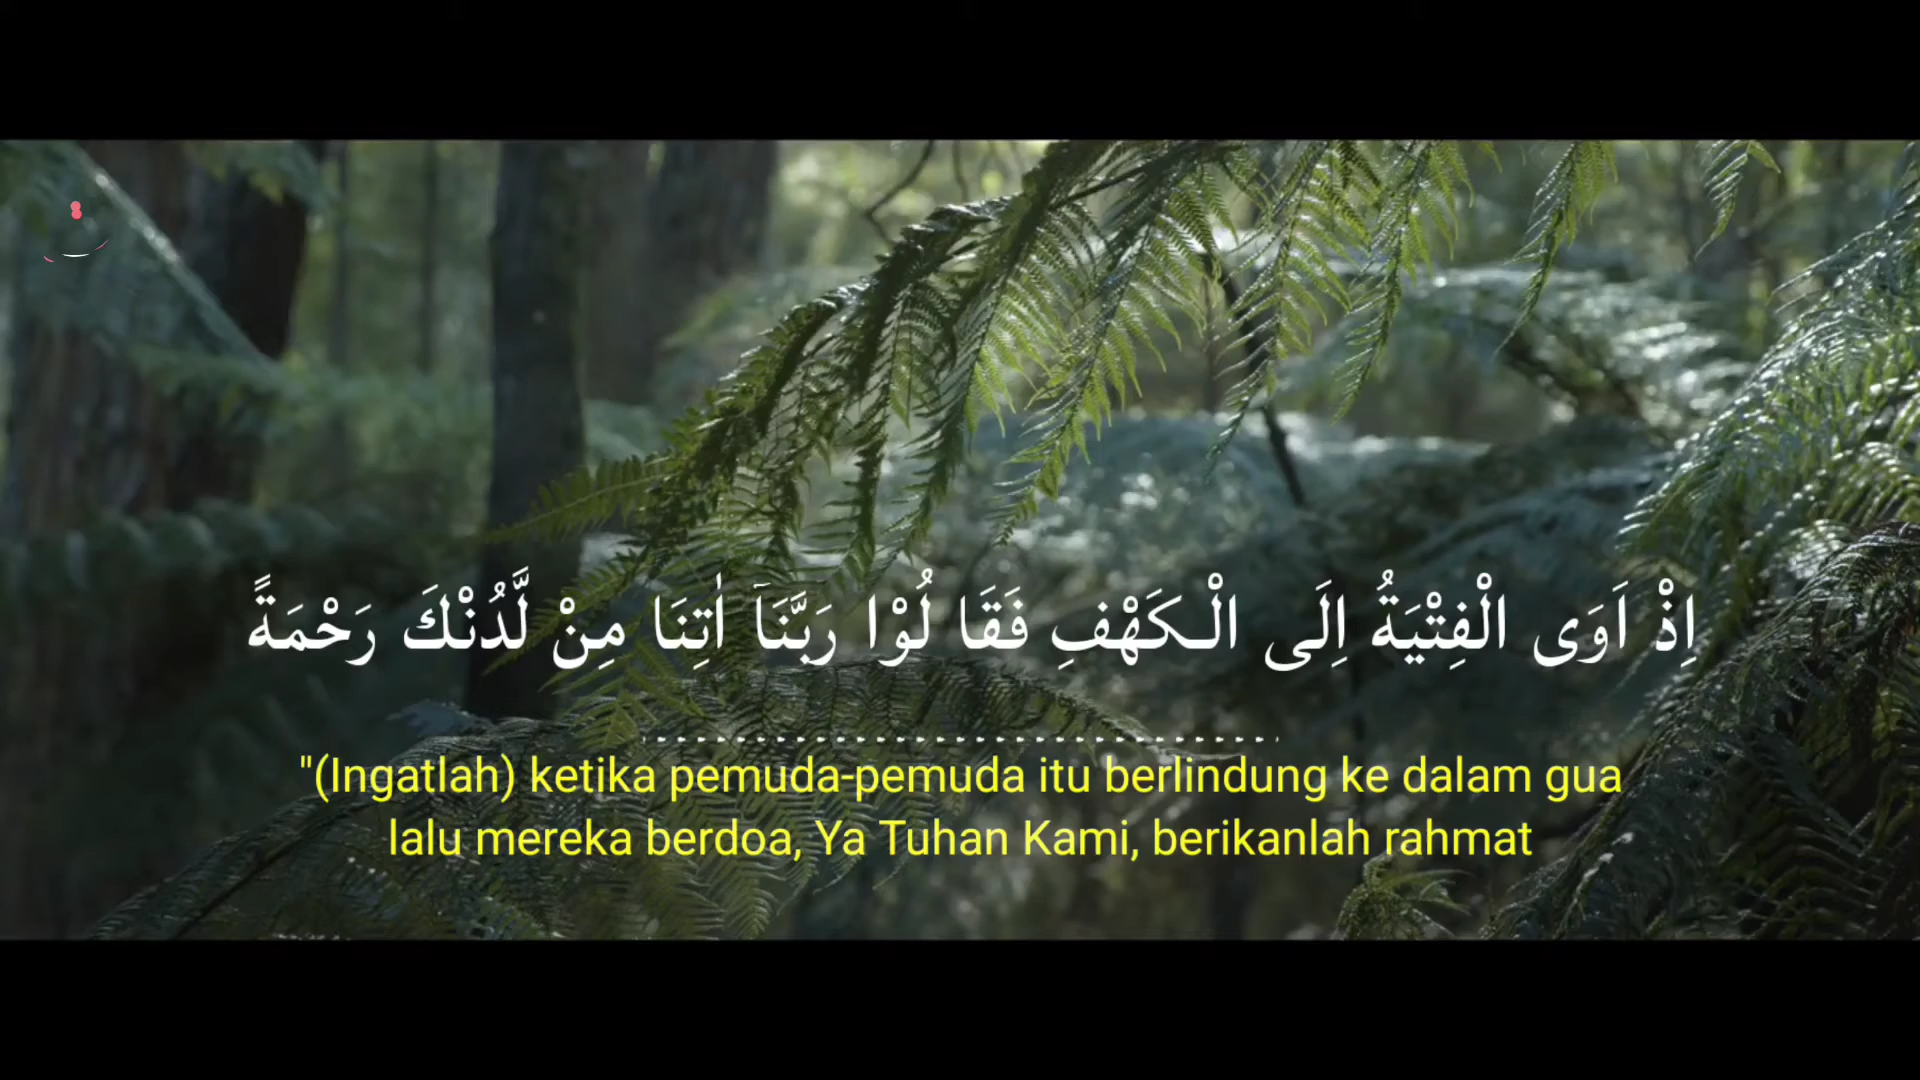 اِذْ اَوَى الْفِتْيَةُ اِلَى الْـكَهْفِ فَقَا لُوْا رَبَّنَاۤ اٰتِنَا مِنْ لَّدُنْكَ رَحْمَةً
"(Ingatlah) ketika pemuda-pemuda itu berlindung ke dalam gua
lalu mereka berdoa, Ya Tuhan Kami, berikanlah rahmat